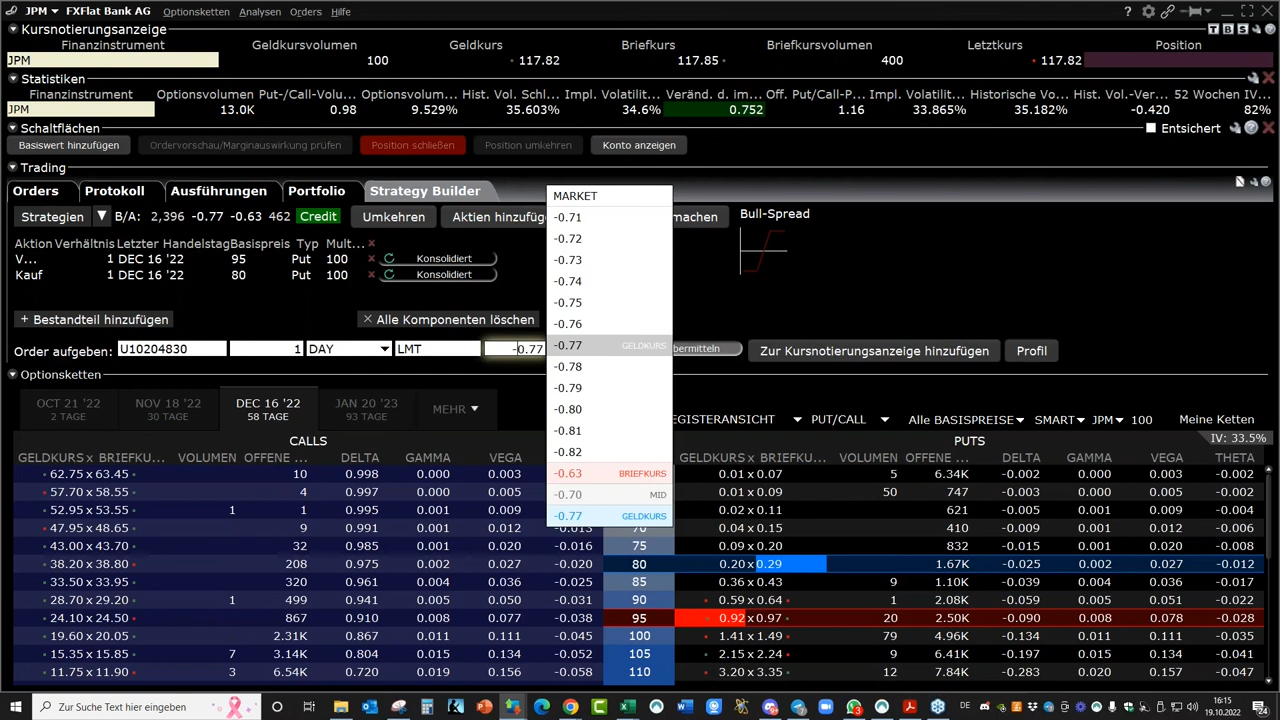 JPM FXFlat Bank AG Optionsketten Analysen Orders Hilfe
Kursnotierungsanzeige
Finanzinstrument Geldkursvolumen Geldkurs Briefkurs Briefkursvolumen Letztkurs Position
JPM 100 117.82 117.85 400 117.82
Statistiken
Finanzinstrument Optionsvolumen Put-/Call-Volu... Optionsvolum... Hist. Vol. Schl... Impl. Volatilit... Veränd. d. im... Off. Put/Call-P... Impl. Volatilit... Historische Vo... Hist. Vol.-Ver... 52 Wochen IV...
JPM 13.0K 0.98 9.529% 35.603% 34.6% 0.752 1.16 33.865% 35.182% -0.420 82%
Schaltflächen Entsichert
Basiswert hinzufügen Ordervorschau/Marginauswirkung prüfen Position schließen Position umkehren Konto anzeigen
Trading
Orders Protokoll Ausführungen Portfolio Strategy Builder
MARKET
Strategien B/A: 2,396 -0.77 -0.63 462 Credit Umkehren Aktien hinzufüg machen Bull-Spread
-0.71
-0.72
Aktion Verhältnis Letzter Handelstag Basispreis Typ Mult...
V... 1 DEC 16 '22 95 Put 100 Konsolidiert -0.73
Kauf 1 DEC 16 '22 80 Put 100 Konsolidiert -0.74
-0.75
+ Bestandteil hinzufügen × Alle Komponenten löschen -0.76
Order aufgeben: U10204830 1 DAY LMT -0.77 -0.77 GELDKURS bermitteln Zur Kursnotierungsanzeige hinzufügen Profil
-0.78
Optionsketten
-0.79
OCT 21 '22 NOV 18 '22 DEC 16 '22 JAN 20 '23 MEHR -0.80
2 TAGE 30 TAGE 58 TAGE 93 TAGE
EGISTERANSICHT PUT/CALL Alle BASISPREISE SMART JPM 100 Meine Ketten
-0.81
CALLS PUTS IV: 33.5%
-0.82
GELDKURS x BRIEFKU... VOLUMEN OFFENE ... DELTA GAMMA VEGA GELDKURS x BRIEFKU... VOLUMEN OFFENE ... DELTA GAMMA VEGA THETA
62.75 x 63.45 10 0.998 0.000 0.003 -0.63 BRIEFKURS 0.01 x 0.07 5 6.34K -0.002 0.000 0.003 -0.002
57.70 x 58.55 4 0.997 0.000 0.005 -0.70 MID 0.01 x 0.09 50 747 -0.003 0.000 0.005 -0.002
52.95 x 53.55 1 1 0.995 0.001 0.009 -0.77 GELDKURS 0.02 x 0.11 621 -0.005 0.001 0.009 -0.004
47.95 x 48.65 9 0.991 0.001 0.012 -0.013 70 0.04 x 0.15 410 -0.009 0.001 0.012 -0.006
43.00 x 43.70 13 0.985 0.001 0.020 -0.016 75 0.09 x 0.20 832 -0.015 0.001 0.020 -0.008
38.20 x 38.80 208 0.975 0.002 0.027 -0.020 80 0.20 x 0.29 1.67K -0.025 0.002 0.027 -0.012
33.50 x 33.95 320 0.961 0.004 0.036 -0.025 85 0.36 x 0.43 9 1.10K -0.039 0.004 0.036 -0.017
28.70 x 29.20 1 499 0.941 0.005 0.050 -0.031 90 0.59 x 0.64 1 2.08K -0.059 0.005 0.051 -0.022
24.10 x 24.50 867 0.910 0.008 0.077 -0.038 95 0.92 x 0.97 20 2.50K -0.090 0.008 0.078 -0.028
19.60 x 20.05 2.31K 0.867 0.011 0.111 -0.045 100 1.41 x 1.49 79 4.96K -0.134 0.011 0.111 -0.035
15.35 x 15.85 7 3.14K 0.804 0.015 0.134 -0.052 105 2.15 x 2.24 9 6.41K -0.197 0.015 0.134 -0.041
11.75 x 11.90 3 6.54K 0.720 0.019 0.156 -0.058 110 3.20 x 3.35 12 7.84K -0.283 0.020 0.157 -0.047
Zur Suche Text hier eingeben DE 16:15
19.10.2022 24